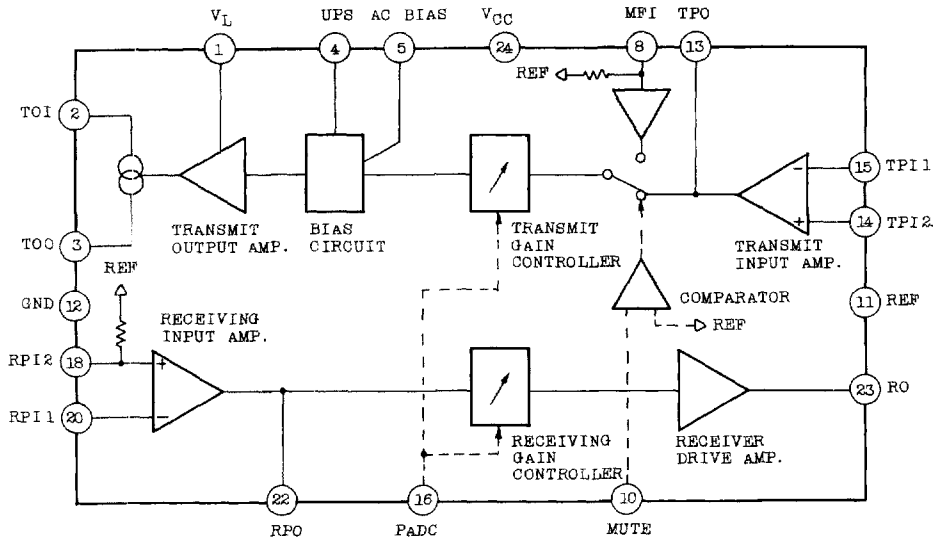 VL UPS AC BIAS VCC MFI TPO
1 4 5 24 8 13
REF
TOI 2
15 TPI1
−
+
14 TPI2
TRANSMIT
OUTPUT AMP.
BIAS
CIRCUIT
TRANSMIT
GAIN
CONTROLLER
TRANSMIT
INPUT AMP.
TOO 3
REF
GND 12
COMPARATOR
11 REF
REF
RECEIVING
INPUT AMP.
RPI2 18
+
−
RPI1 20
23 RO
RECEIVING
GAIN
CONTROLLER
RECEIVER
DRIVE AMP.
22 16 10
RPO PADC MUTE